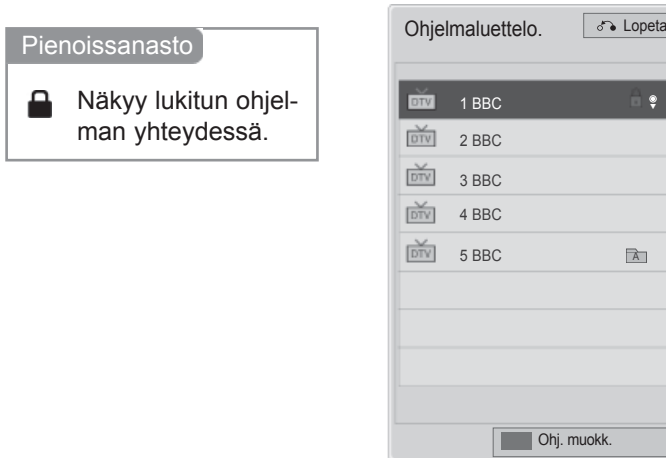 Pienoissanasto
Näkyy lukitun ohjel-
man yhteydessä.
Ohjelmaluettelo.
Lopeta
DTV 1 BBC
DTV 2 BBC
DTV 3 BBC
DTV 4 BBC
DTV 5 BBC A
Ohj. muokk.